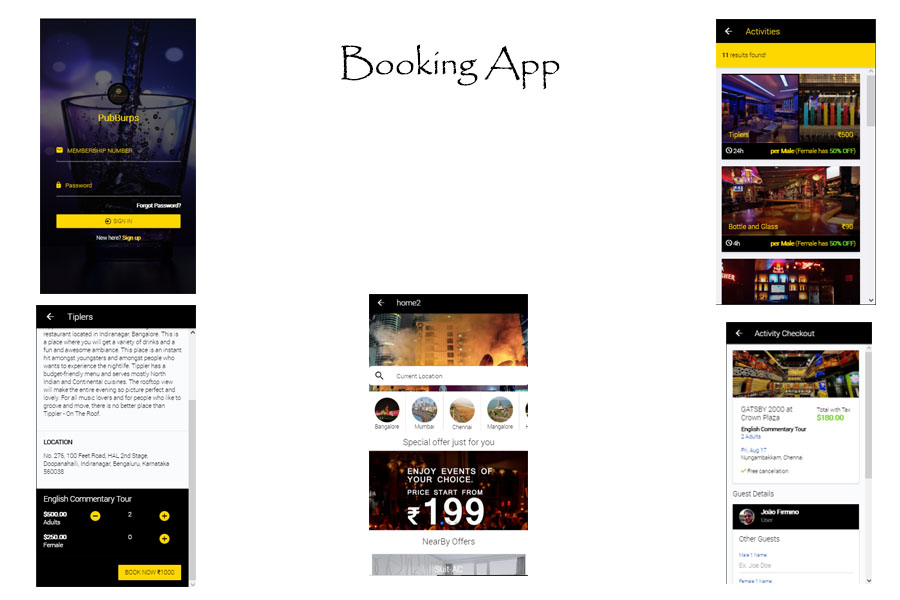 Booking App
PubBurps
MEMBERSHIP NUMBER
Password
Forgot Password?
SIGN IN
New here? Sign up
Activities
11 results found!
Tiplers
₹500
24h
per Male (Female has 50% OFF)
Bottle and Glass
₹90
4h
per Male (Female has 50% OFF)
Tiplers
restaurant located in Indiranagar, Bangalore. This is
a place where you will get a variety of drinks and a
fun and awesome ambiance. This place is an instant
hit amongst youngsters and amongst people who
wants to experience the nightlife. Tippler has a
budget-friendly menu and serves mostly North
Indian and Continental cuisines. The rooftop view
will make the entire evening so picture perfect and
lovely. For all music lovers and for people who like to
groove and move, there is no better place than
Tippler - On The Roof.
LOCATION
No. 276, 100 Feet Road, HAL 2nd Stage,
Doopanahalli, Indiranagar, Bengaluru, Karnataka
560038
English Commentary Tour
$500.00
Adults
2
$250.00
Female
0
BOOK NOW ₹1000
home2
Current Location
Bangalore
Mumbai
Chennai
Mangalore
Special offer just for you
ENJOY EVENTS OF
YOUR CHOICE.
PRICE START FROM
₹199
NearBy Offers
Suit-AC
Activity Checkout
GATSBY 2000 at
Crown Plaza
Total with Tax
$180.00
English Commentary Tour
2 Adults
Fri, Aug 17
Nungambakkam, Chennai
Free cancellation
Guest Details
João Firmino
User
Other Guests
Male 1 Name
Ex. Joe Doe
Female 1 Name